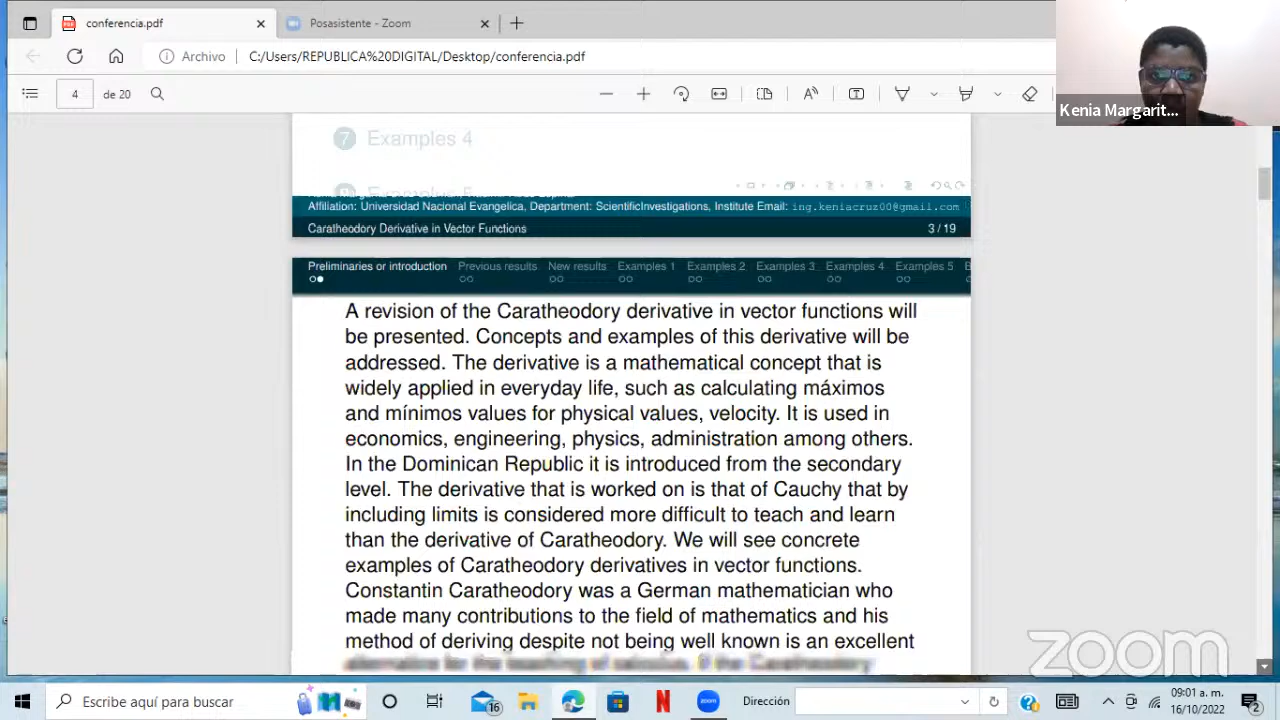 conferencia.pdf
Posasistente - Zoom
Archivo
C:/Users/REPUBLICA%20DIGITAL/Desktop/conferencia.pdf
4 de 20
Kenia Margarit...
7 Examples 4
Affiliation: Universidad Nacional Evangelica, Department: ScientificInvestigations, Institute Email: ing.keniacruz00@gmail.com
Caratheodory Derivative in Vector Functions 3 / 19
Preliminaries or introduction Previous results New results Examples 1 Examples 2 Examples 3 Examples 4 Examples 5
A revision of the Caratheodory derivative in vector functions will
be presented. Concepts and examples of this derivative will be
addressed. The derivative is a mathematical concept that is
widely applied in everyday life, such as calculating máximos
and mínimos values for physical values, velocity. It is used in
economics, engineering, physics, administration among others.
In the Dominican Republic it is introduced from the secondary
level. The derivative that is worked on is that of Cauchy that by
including limits is considered more difficult to teach and learn
than the derivative of Caratheodory. We will see concrete
examples of Caratheodory derivatives in vector functions.
Constantin Caratheodory was a German mathematician who
made many contributions to the field of mathematics and his
method of deriving despite not being well known is an excellent
zoom
Escribe aquí para buscar
16
zoom
Dirección
09:01 a. m.
16/10/2022
2